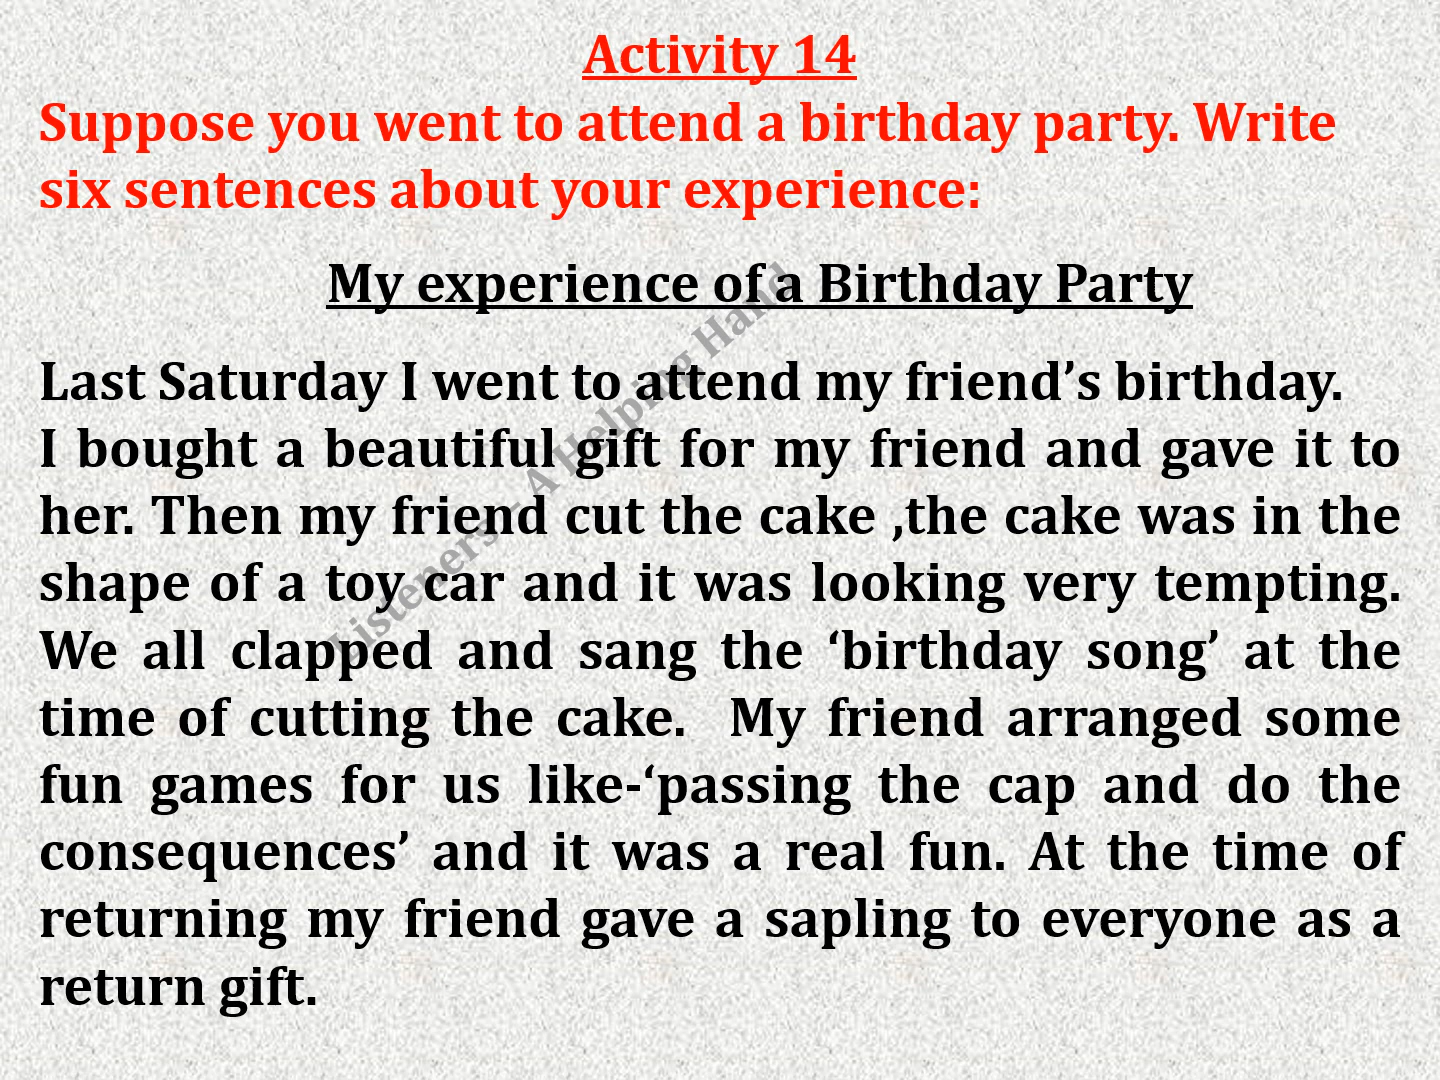 Activity 14
Suppose you went to attend a birthday party. Write
six sentences about your experience:
My experience of a Birthday Party
Last Saturday I went to attend my friend’s birthday.
I bought a beautiful gift for my friend and gave it to
her. Then my friend cut the cake ,the cake was in the
shape of a toy car and it was looking very tempting.
We all clapped and sang the ‘birthday song’ at the
time of cutting the cake.  My friend arranged some
fun games for us like-‘passing the cap and do the
consequences’ and it was a real fun. At the time of
returning my friend gave a sapling to everyone as a
return gift.
Listeners - A Helping Hand